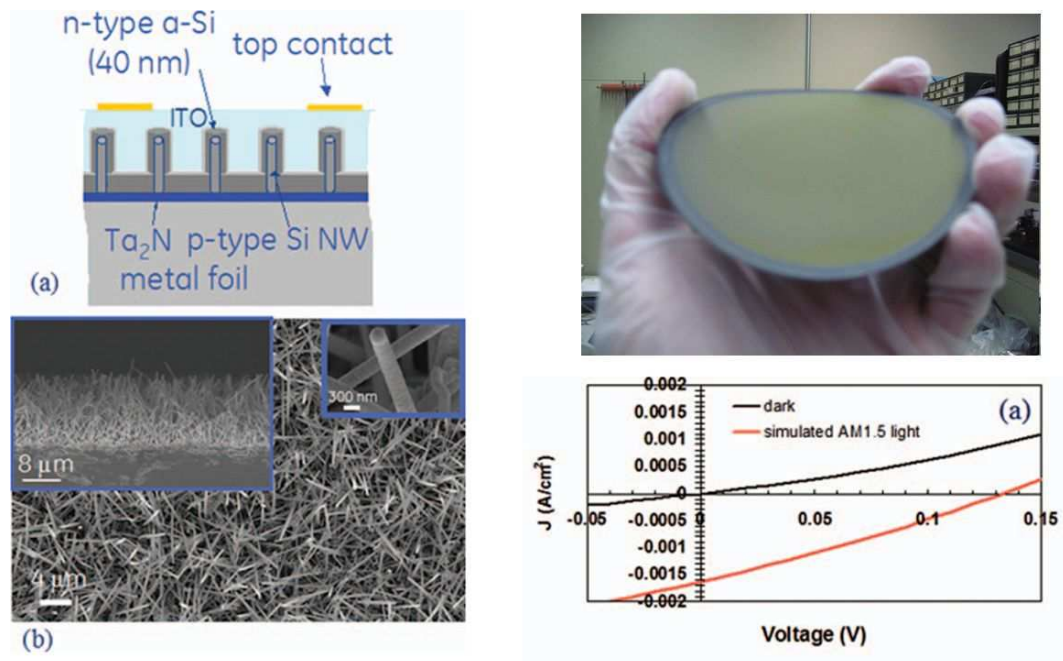 n-type a-Si
(40 nm)
top contact
ITO
Ta₂N p-type Si NW
metal foil
(a)
8 µm
300 nm
4 µm
(b)
0.002
0.0015
0.001
0.0005
0
-0.0005
-0.001
-0.0015
-0.002
-0.05
0
0.05
0.1
0.15
dark
simulated AM1.5 light
(a)
J (A/cm²)
Voltage (V)